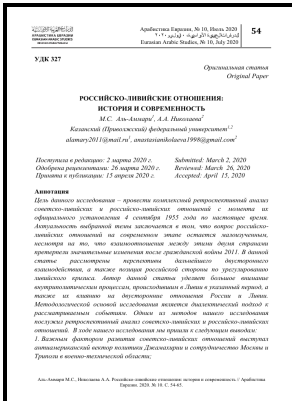 Арабистика Евразии, № 10, Июль 2020
Eurasian Arabic Studies, № 10, July 2020
54
УДК 327
Оригинальная статья
Original Paper
РОССИЙСКО-ЛИВИЙСКИЕ ОТНОШЕНИЯ:
ИСТОРИЯ И СОВРЕМЕННОСТЬ
М.С. Аль-Аммари¹, А.А. Николаева²
Казанский (Приволжский) федеральный университет¹,²
alamary2011@mail.ru¹, anastasiunikolaeva1998@gmail.com²
Поступила в редакцию: 2 марта 2020 г.
Submitted: March 2, 2020
Одобрена рецензентами: 26 марта 2020 г.
Reviewed: March 26, 2020
Принята к публикации: 15 апреля 2020 г.
Accepted: April 15, 2020
Аннотация
Цель данного исследования – провести комплексный ретроспективный анализ
советско-ливийских и российско-ливийских отношений с момента их
официального установления 4 сентября 1955 года по настоящее время.
Актуальность выбранной темы заключается в том, что вопрос российско-
ливийских отношений на современном этапе остается малоизученным,
несмотря на то, что взаимоотношения между этими двумя странами
претерпели значительные изменения после гражданской войны 2011. В данной
статье рассмотрены перспективы дальнейшего двустороннего
взаимодействия, а также позиция российской стороны по урегулированию
ливийского кризиса. Автор данной статьи уделяет большое внимание
внутриполитическим процессам, происходившим в Ливии в указанный период, а
также их влиянию на двусторонние отношения России и Ливии.
Методологической основой исследования является диалектический подход к
рассматриваемым событиям. Одним из методов нашего исследования
послужил ретроспективный анализ советско-ливийских и российско-ливийских
отношений. В ходе нашего исследования мы пришли к следующим выводам:
1. Важным фактором развития советско-ливийских отношений выступал
антиамериканский вектор политики Джамахирии и сотрудничество Москвы и
Триполи в военно-технической области;
Аль-Аммари М.С., Николаева А.А. Российско-ливийские отношения: история и современность // Арабистика
Евразии. 2020. № 10. С. 54-65.